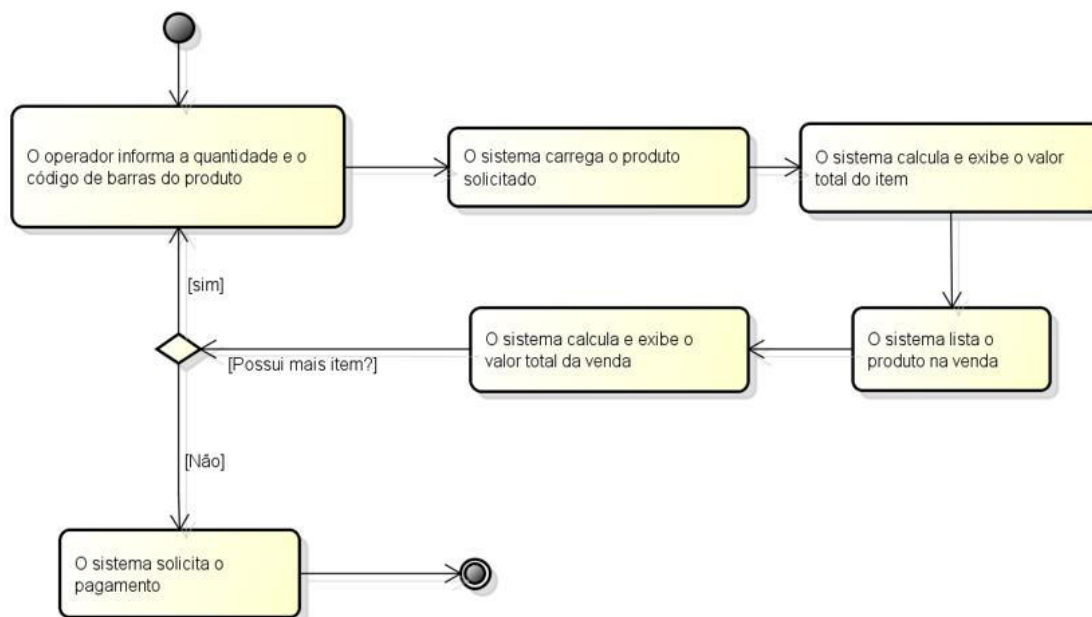 O operador informa a quantidade e o
código de barras do produto
O sistema carrega o produto
solicitado
O sistema calcula e exibe o valor
total do item
[sim]
O sistema lista o
produto na venda
O sistema calcula e exibe o
valor total da venda
[Possui mais item?]
[Não]
O sistema solicita o
pagamento